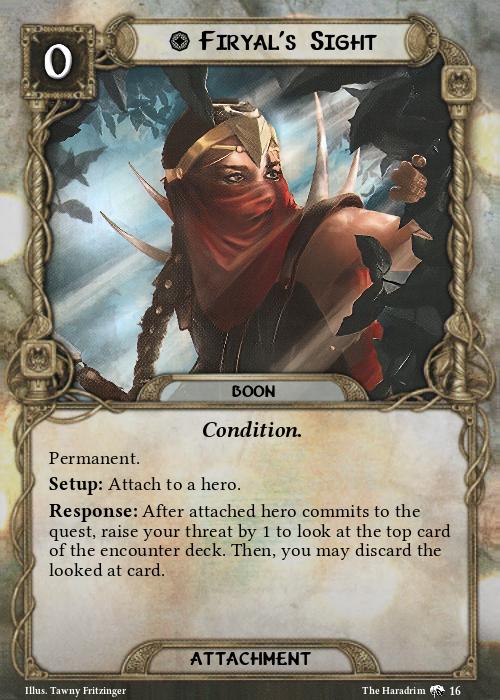 0
Firyal's Sight
BOON
Condition.
Permanent.
Setup: Attach to a hero.
Response: After attached hero commits to the
quest, raise your threat by 1 to look at the top card
of the encounter deck. Then, you may discard the
looked at card.
ATTACHMENT
Illus. Tawny Fritzinger
The Haradrim 16